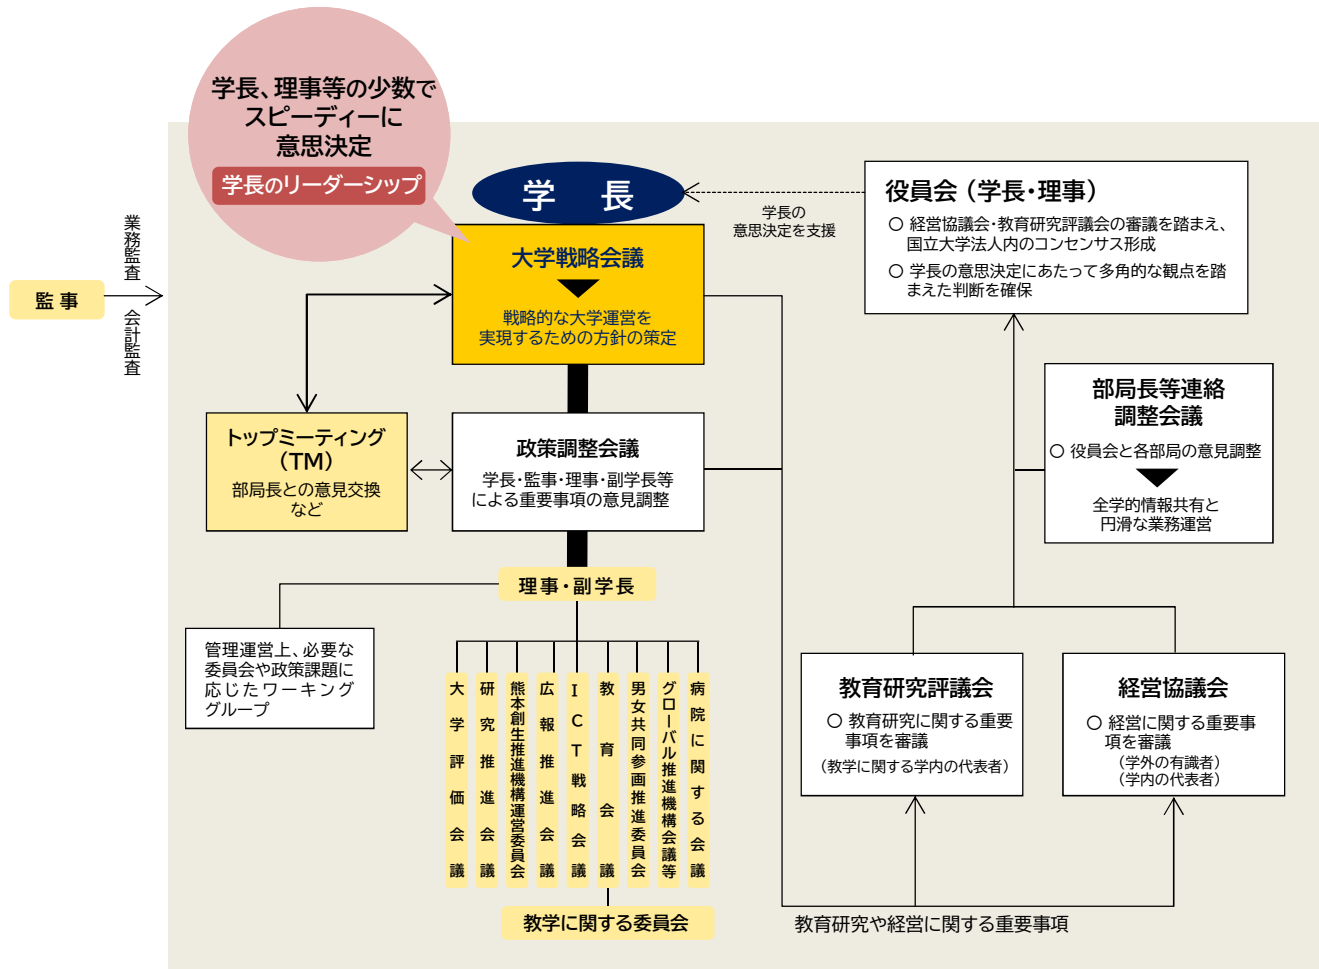 学長、理事等の少数で
スピーディーに
意思決定
学長のリーダーシップ
監事
業務監査
会計監査
学　長
大学戦略会議
戦略的な大学運営を
実現するための方針の策定
学長の
意思決定を支援
役員会（学長・理事）
○ 経営協議会・教育研究評議会の審議を踏まえ、
国立大学法人内のコンセンサス形成
○ 学長の意思決定にあたって多角的な観点を踏
まえた判断を確保
部局長等連絡
調整会議
○ 役員会と各部局の意見調整
全学的情報共有と
円滑な業務運営
トップミーティング
（TM）
部局長との意見交換
など
政策調整会議
学長・監事・理事・副学長等
による重要事項の意見調整
理事・副学長
管理運営上、必要な
委員会や政策課題に
応じたワーキング
グループ
大学評価会議
研究推進会議
熊本創生推進機構運営委員会
広報推進会議
ICT戦略会議
教育会議
男女共同参画推進委員会
グローバル推進機構会議等
病院に関する会議
教学に関する委員会
教育研究評議会
○ 教育研究に関する重要
事項を審議
（教学に関する学内の代表者）
経営協議会
○ 経営に関する重要事
項を審議
（学外の有識者）
（学内の代表者）
教育研究や経営に関する重要事項